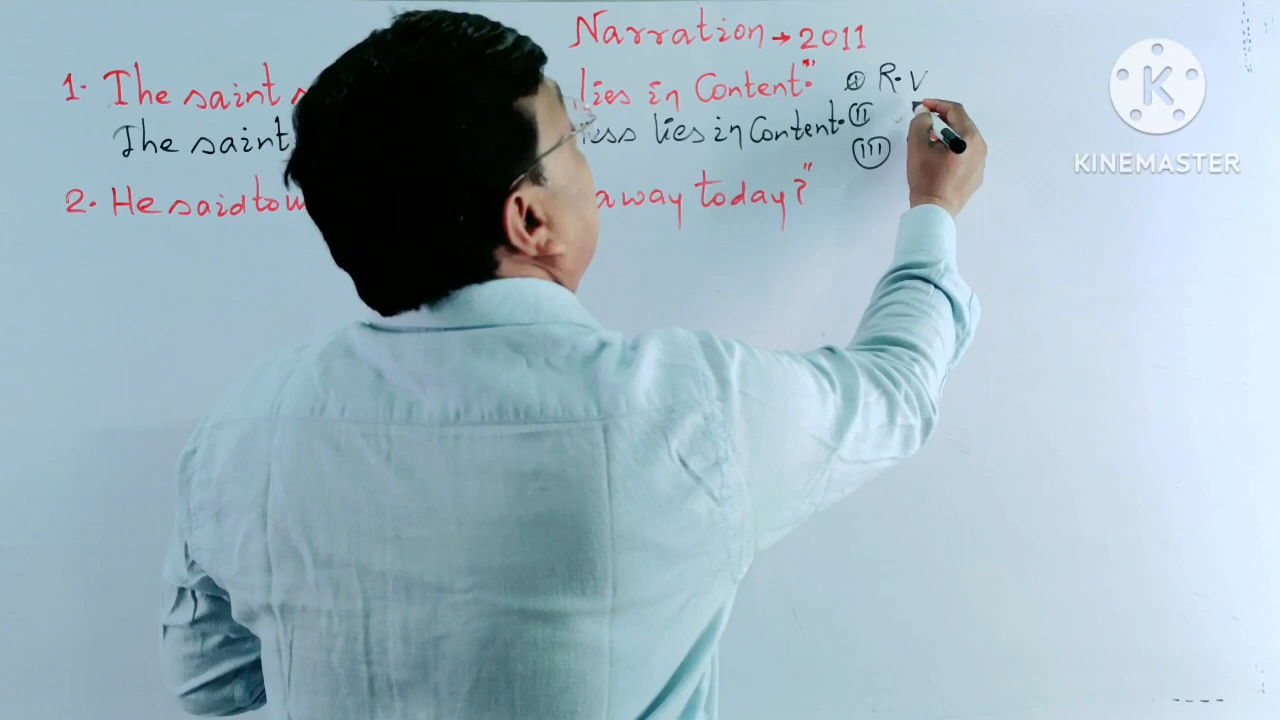 Narration → 2011
1. The saint lies in Content." ⓘ R.V
The saint lies in Content. ⓘⓘ
ⓘⓘⓘ
2. He said to away today?"
K
KINEMASTER